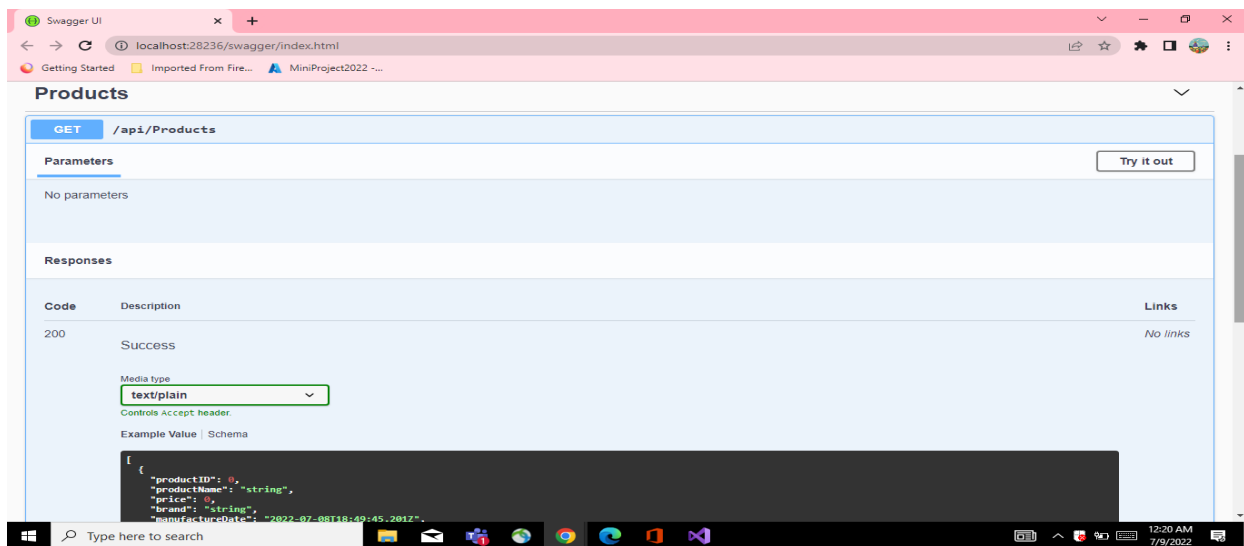 Swagger UI
localhost:28236/swagger/index.html
Getting Started Imported From Fire... MiniProject2022 -...
Products
GET /api/Products
Parameters Try it out
No parameters
Responses
Code Description Links
200 No links
Success
Media type
text/plain
Controls Accept header.
Example Value | Schema
[
{
"productID": 0,
"productName": "string",
"price": 0,
"brand": "string",
"manufactureDate": "2022-07-08T18:49:45.201Z",
Type here to search
12:20 AM
7/9/2022